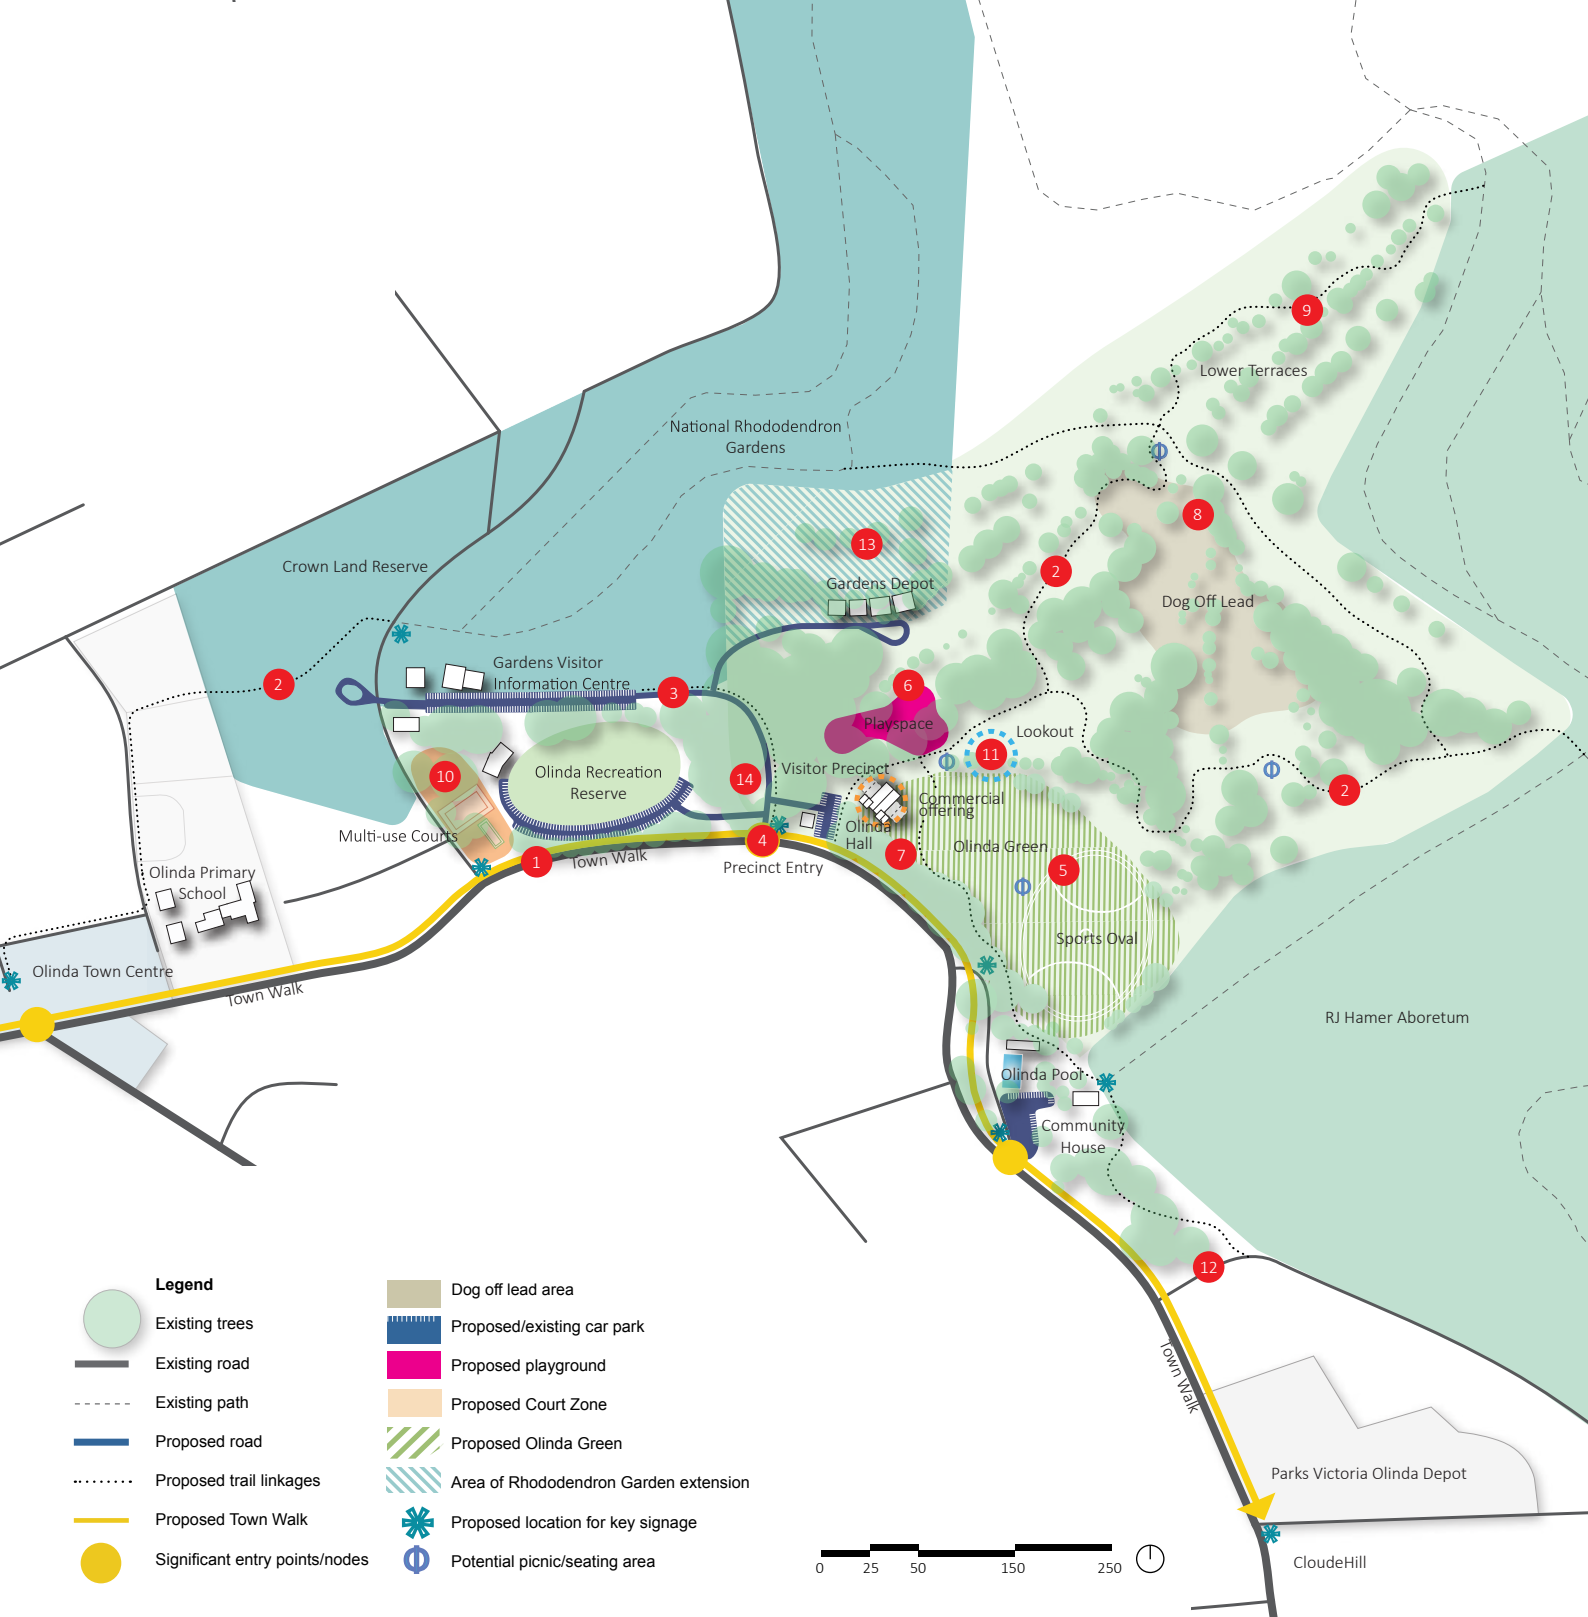 9
Lower Terraces
National Rhododendron
Gardens
8
13
2
Crown Land Reserve
Gardens Depot
Dog Off Lead
Gardens Visitor
Information Centre
2
3
6
Playspace
Lookout
11
Olinda Recreation
Reserve
10
14
Visitor Precinct
2
Commercial
offering
Multi-use Courts
Olinda
Hall
4
1
Town Walk
Precinct Entry
7
Olinda Green
5
Olinda Primary
School
Sports Oval
Olinda Town Centre
Town Walk
RJ Hamer Aboretum
Olinda Pool
Community
House
12
Town Walk
Parks Victoria Olinda Depot
CloudeHill
Legend
Existing trees
Existing road
Existing path
Proposed road
Proposed trail linkages
Proposed Town Walk
Significant entry points/nodes
Dog off lead area
Proposed/existing car park
Proposed playground
Proposed Court Zone
Proposed Olinda Green
Area of Rhododendron Garden extension
Proposed location for key signage
Potential picnic/seating area
0 25 50 150 250